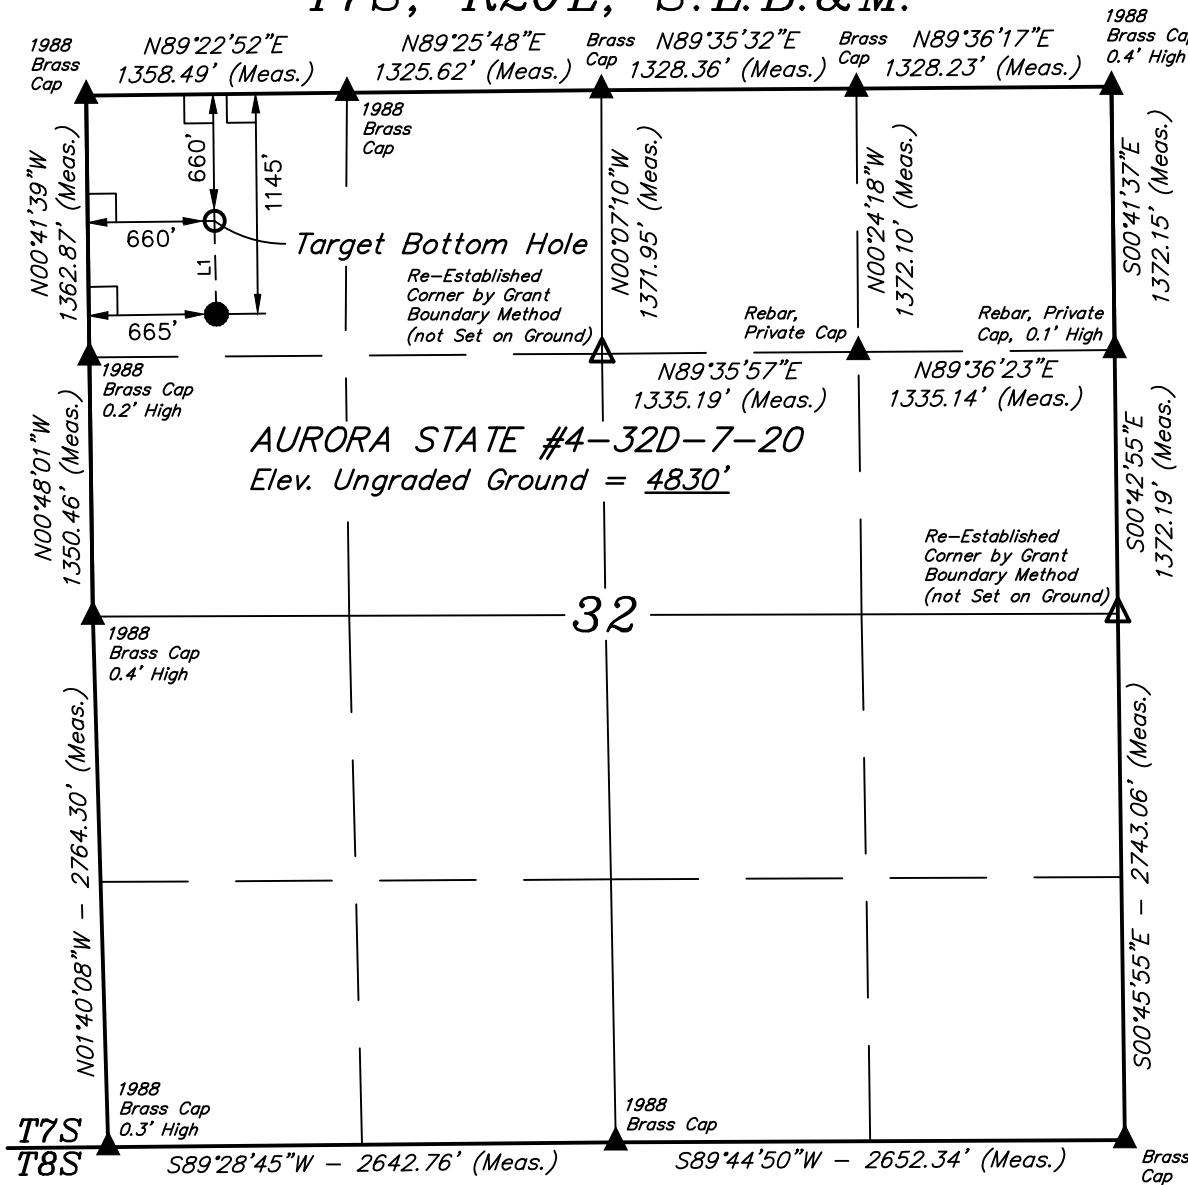 T7S, R20E, S.L.B.&M.
1988
Brass
Cap
N89°22'52"E
1358.49' (Meas.)
N89°25'48"E
1325.62' (Meas.)
Brass
Cap
N89°35'32"E
1328.36' (Meas.)
Brass
Cap
N89°36'17"E
1328.23' (Meas.)
1988
Brass Cap
0.4' High
1988
Brass
Cap
N00°41'39"W
1362.87' (Meas.)
660'
1145'
660'
Target Bottom Hole
L1
665'
N00°07'10"W
1371.95' (Meas.)
N00°24'18"W
1372.10' (Meas.)
S00°41'37"E
1372.15' (Meas.)
Re-Established
Corner by Grant
Boundary Method
(not Set on Ground)
Rebar,
Private Cap
Rebar, Private
Cap, 0.1' High
1988
Brass Cap
0.2' High
N89°35'57"E
1335.19' (Meas.)
N89°36'23"E
1335.14' (Meas.)
AURORA STATE #4-32D-7-20
Elev. Ungraded Ground = 4830'
N00°48'01"W
1350.46' (Meas.)
S00°42'55"E
1372.19' (Meas.)
Re-Established
Corner by Grant
Boundary Method
(not Set on Ground)
32
1988
Brass Cap
0.4' High
N01°40'08"W - 2764.30' (Meas.)
S00°45'55"E - 2743.06' (Meas.)
1988
Brass Cap
0.3' High
1988
Brass Cap
T7S
T8S
S89°28'45"W - 2642.76' (Meas.)
S89°44'50"W - 2652.34' (Meas.)
Brass
Cap